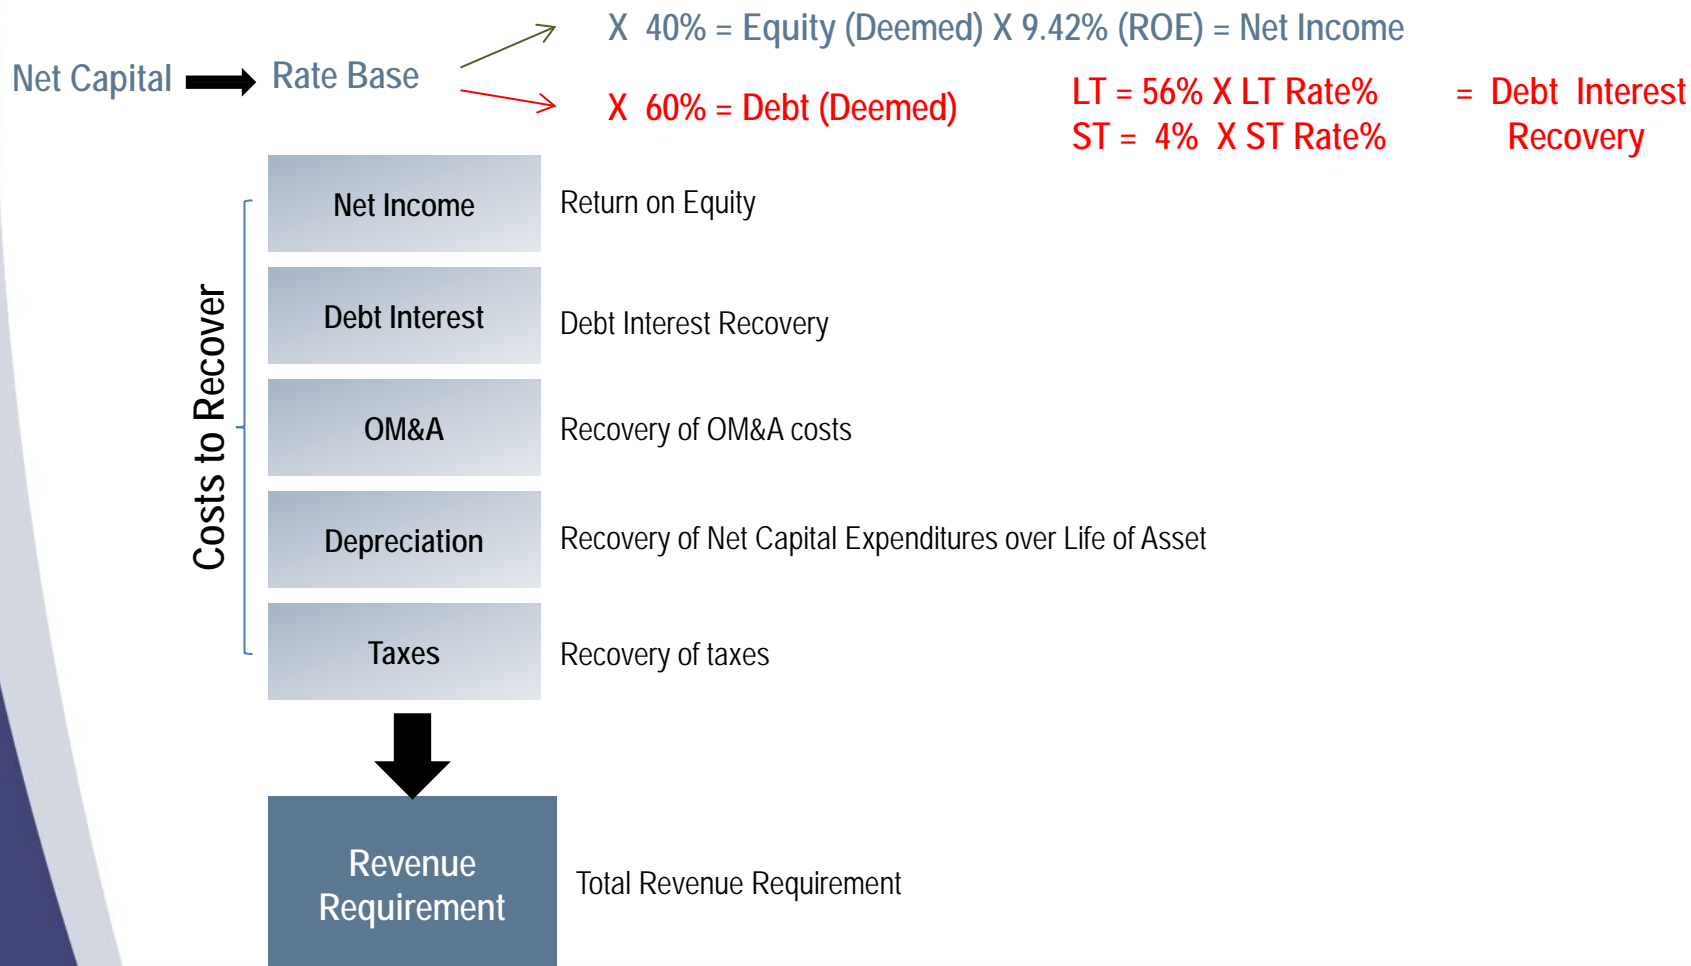 X 40% = Equity (Deemed) X 9.42% (ROE) = Net Income
Net Capital
Rate Base
X 60% = Debt (Deemed)
LT = 56% X LT Rate% = Debt Interest
ST = 4% X ST Rate% Recovery
Costs to Recover
Net Income
Return on Equity
Debt Interest
Debt Interest Recovery
OM&A
Recovery of OM&A costs
Depreciation
Recovery of Net Capital Expenditures over Life of Asset
Taxes
Recovery of taxes
Revenue
Requirement
Total Revenue Requirement